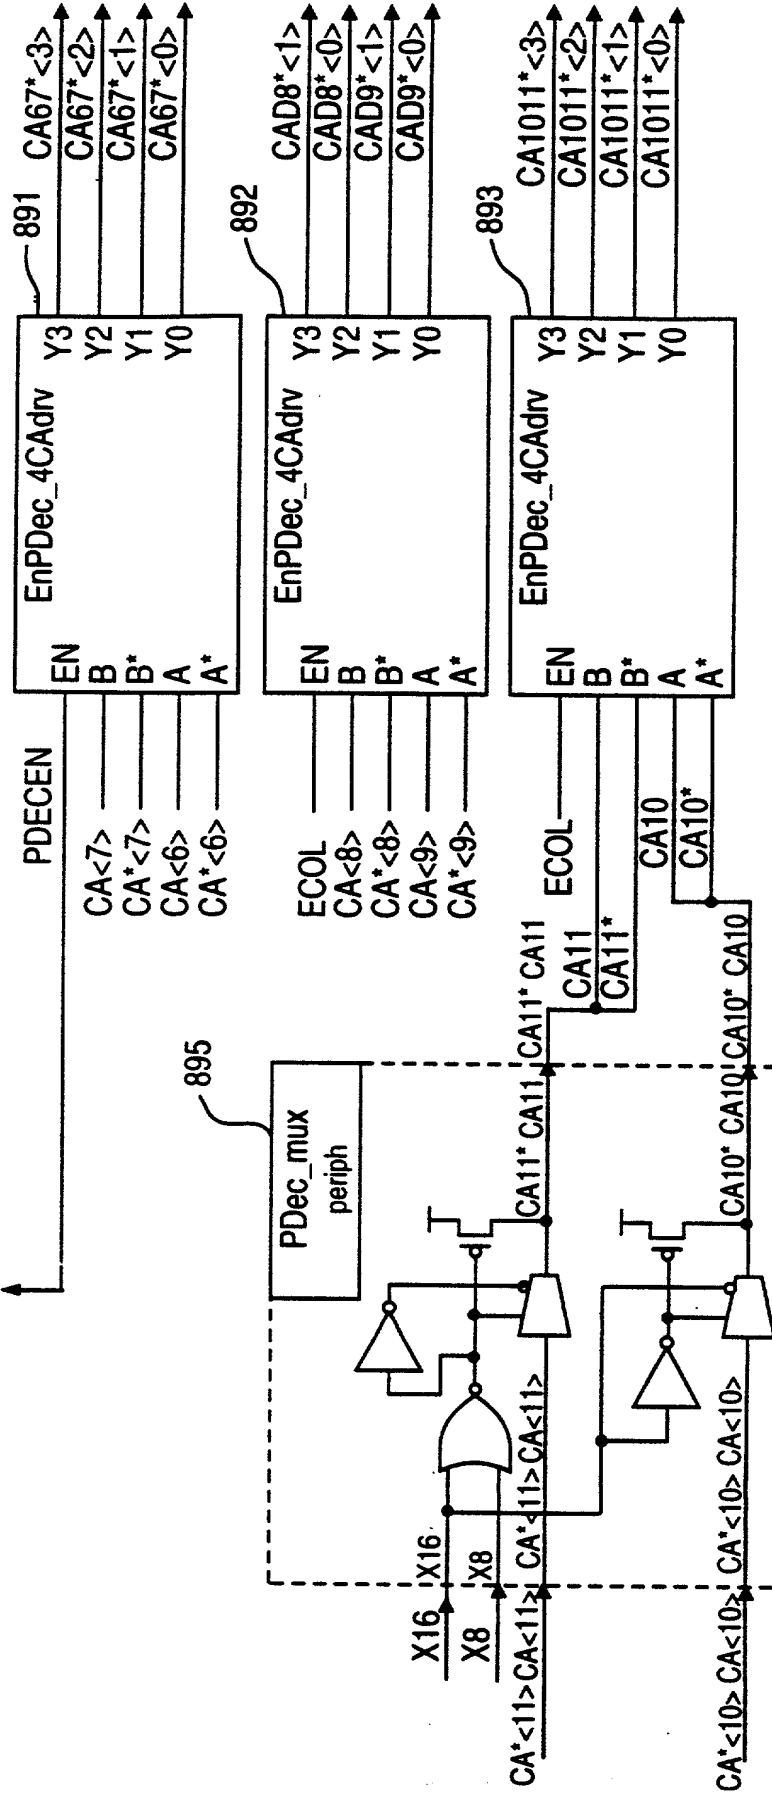 CA67*<3>
CA67*<2>
CA67*<1>
CA67*<0>
891
EnPDec_4CAdrv
Y3
Y2
Y1
Y0
EN
B
B*
A
A*
PDECEN
CA<7>
CA*<7>
CA<6>
CA*<6>
CAD8*<1>
CAD8*<0>
CAD9*<1>
CAD9*<0>
892
EnPDec_4CAdrv
Y3
Y2
Y1
Y0
EN
B
B*
A
A*
ECOL
CA<8>
CA*<8>
CA<9>
CA*<9>
CA1011*<3>
CA1011*<2>
CA1011*<1>
CA1011*<0>
893
EnPDec_4CAdrv
Y3
Y2
Y1
Y0
EN
B
B*
A
A*
ECOL
CA11
CA11*
CA10
CA10*
895
PDec_mux
periph
CA11* CA11
CA11* CA11
CA10* CA10
CA10* CA10
X16
X16
X8
X8
CA*<11> CA<11>
CA*<11> CA<11>
CA*<10> CA<10>
CA*<10> CA<10>